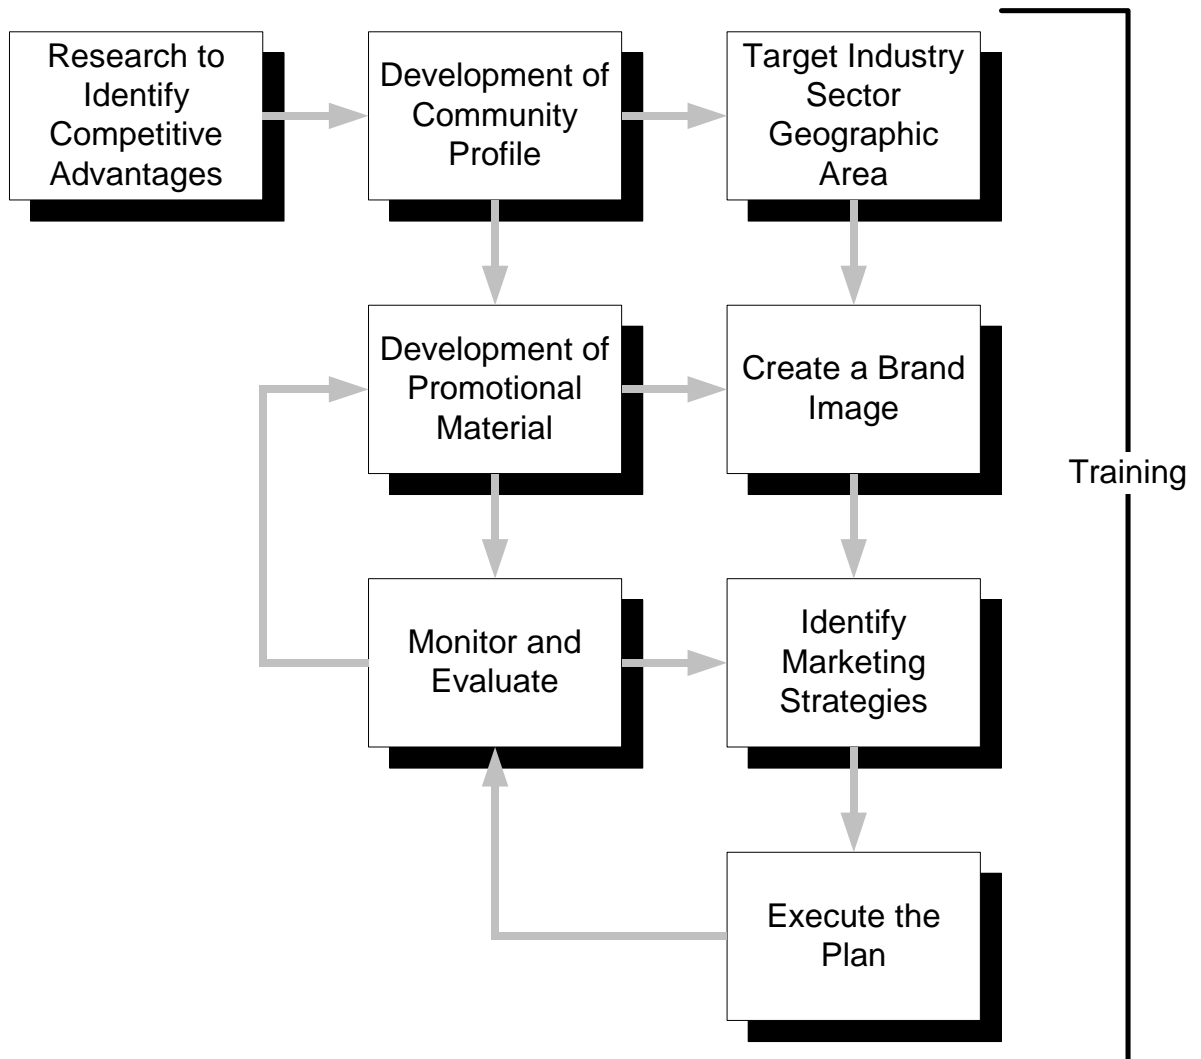 Research to
Identify
Competitive
Advantages
Development of
Community
Profile
Target Industry
Sector
Geographic
Area
Development of
Promotional
Material
Create a Brand
Image
Training
Monitor and
Evaluate
Identify
Marketing
Strategies
Execute the
Plan